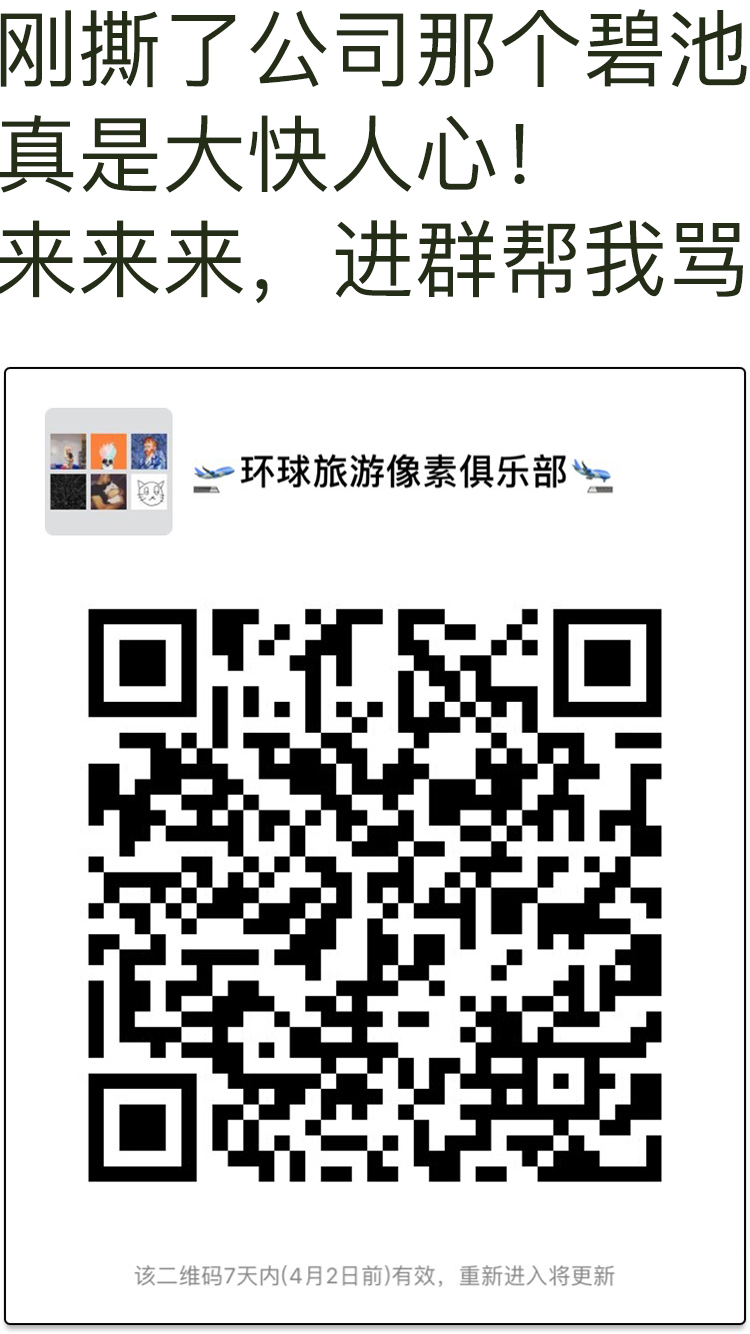 刚撕了公司那个碧池
真是大快人心！
来来来，进群帮我骂
🛫环球旅游像素俱乐部🛬
该二维码7天内(4月2日前)有效，重新进入将更新